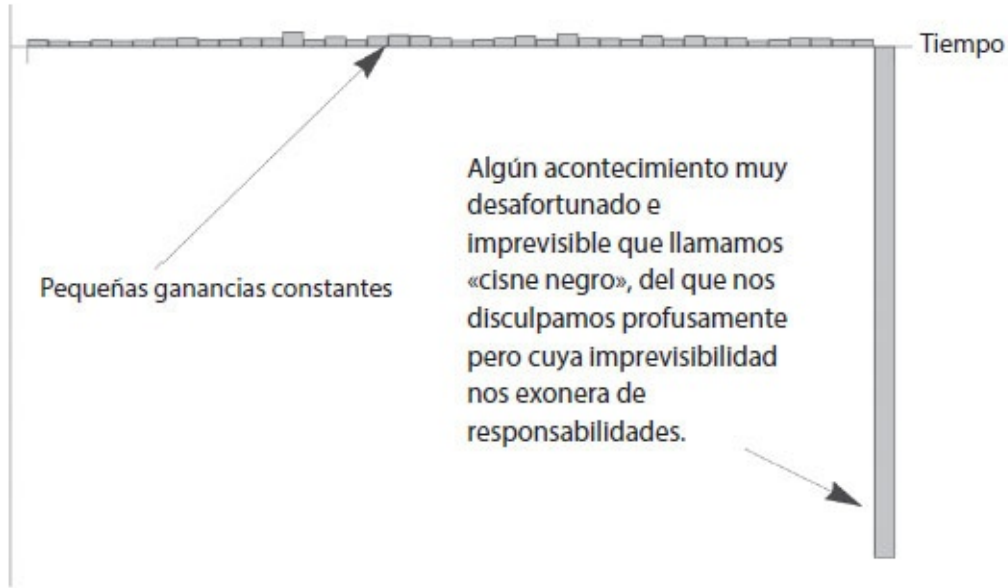 Tiempo
Pequeñas ganancias constantes
Algún acontecimiento muy
desafortunado e
imprevisible que llamamos
«cisne negro», del que nos
disculpamos profusamente
pero cuya imprevisibilidad
nos exonera de
responsabilidades.